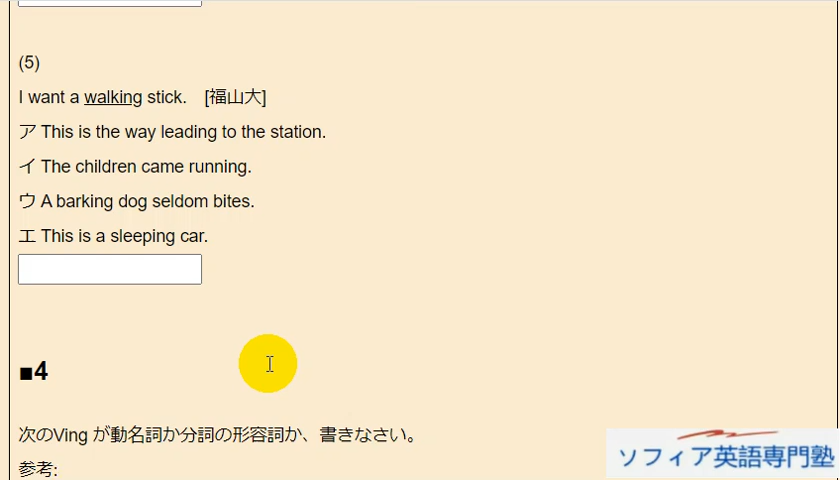 (5)
I want a walking stick. [福山大]
ア This is the way leading to the station.
イ The children came running.
ウ A barking dog seldom bites.
エ This is a sleeping car.
■4
次のVing が動名詞か分詞の形容詞か、書きなさい。
参考:
ソフィア英語専門塾